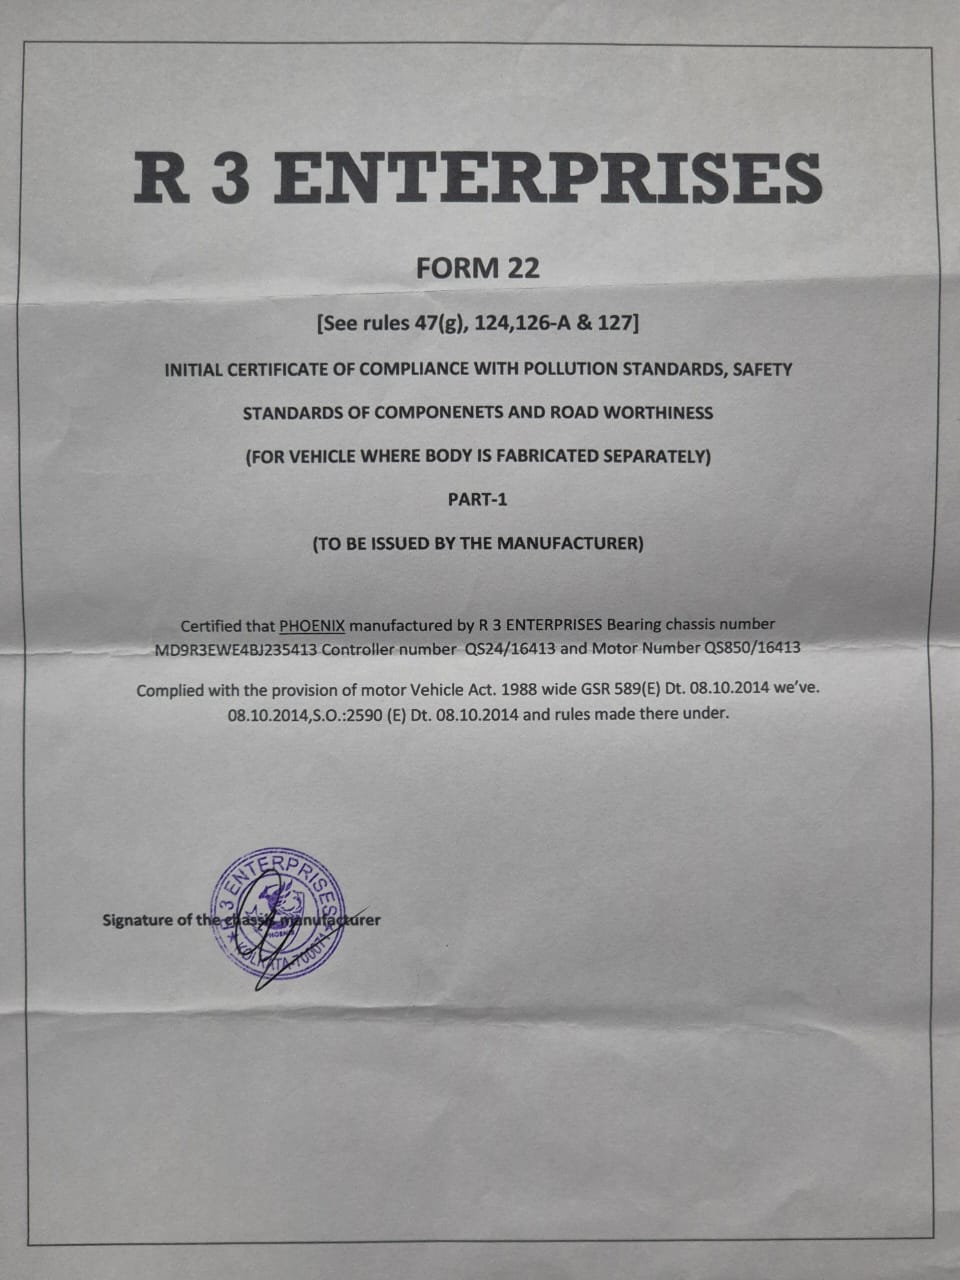 R 3 ENTERPRISES
FORM 22
[See rules 47(g), 124,126-A & 127]
INITIAL CERTIFICATE OF COMPLIANCE WITH POLLUTION STANDARDS, SAFETY
STANDARDS OF COMPONENETS AND ROAD WORTHINESS
(FOR VEHICLE WHERE BODY IS FABRICATED SEPARATELY)
PART-1
(TO BE ISSUED BY THE MANUFACTURER)
Certified that PHOENIX manufactured by R 3 ENTERPRISES Bearing chassis number
MD9R3EWE4BJ235413 Controller number QS24/16413 and Motor Number QS850/16413
Complied with the provision of motor Vehicle Act. 1988 wide GSR 589(E) Dt. 08.10.2014 we've.
08.10.2014,S.O.:2590 (E) Dt. 08.10.2014 and rules made there under.
R 3 ENTERPRISES
PHOENIX
Signature of the chassis manufacturer
KOLKATA-700074